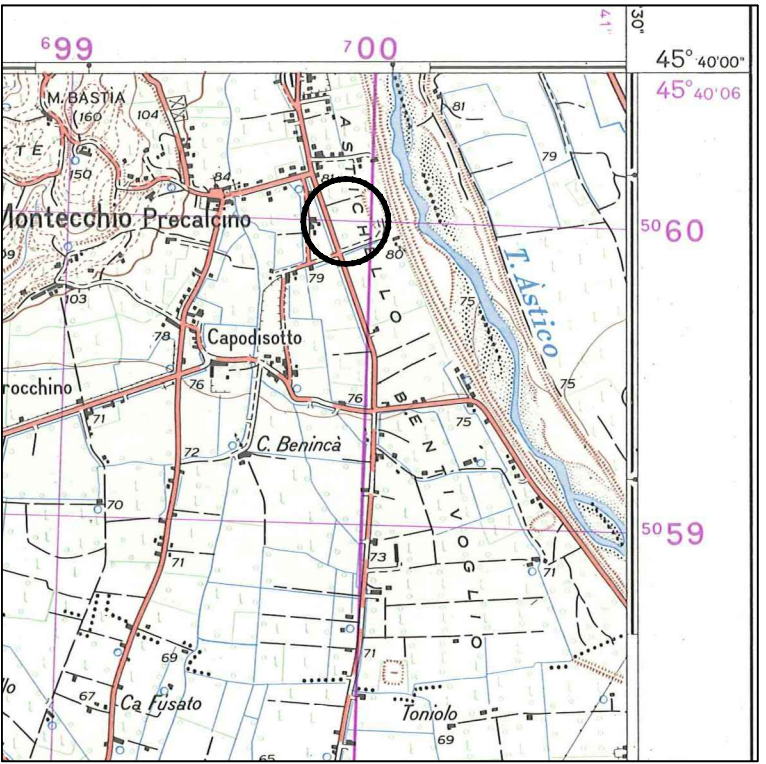 41'
30"
⁶99
⁷00
45° 40'00"
45° 40 06
M. BASTIA
160
104
81
A S T I C H E L L O
79
T E
150
84
81
Montecchio Precalcino
⁵⁰60
80
79
103
T. Àstico
75
78
Capodisotto
75
rocchino
76
76
71
75
B E N T I V O G L I O
72
C. Benincà
70
⁵⁰59
73
71
71
69
71
67
Ca Fusato
Toniolo
69
65